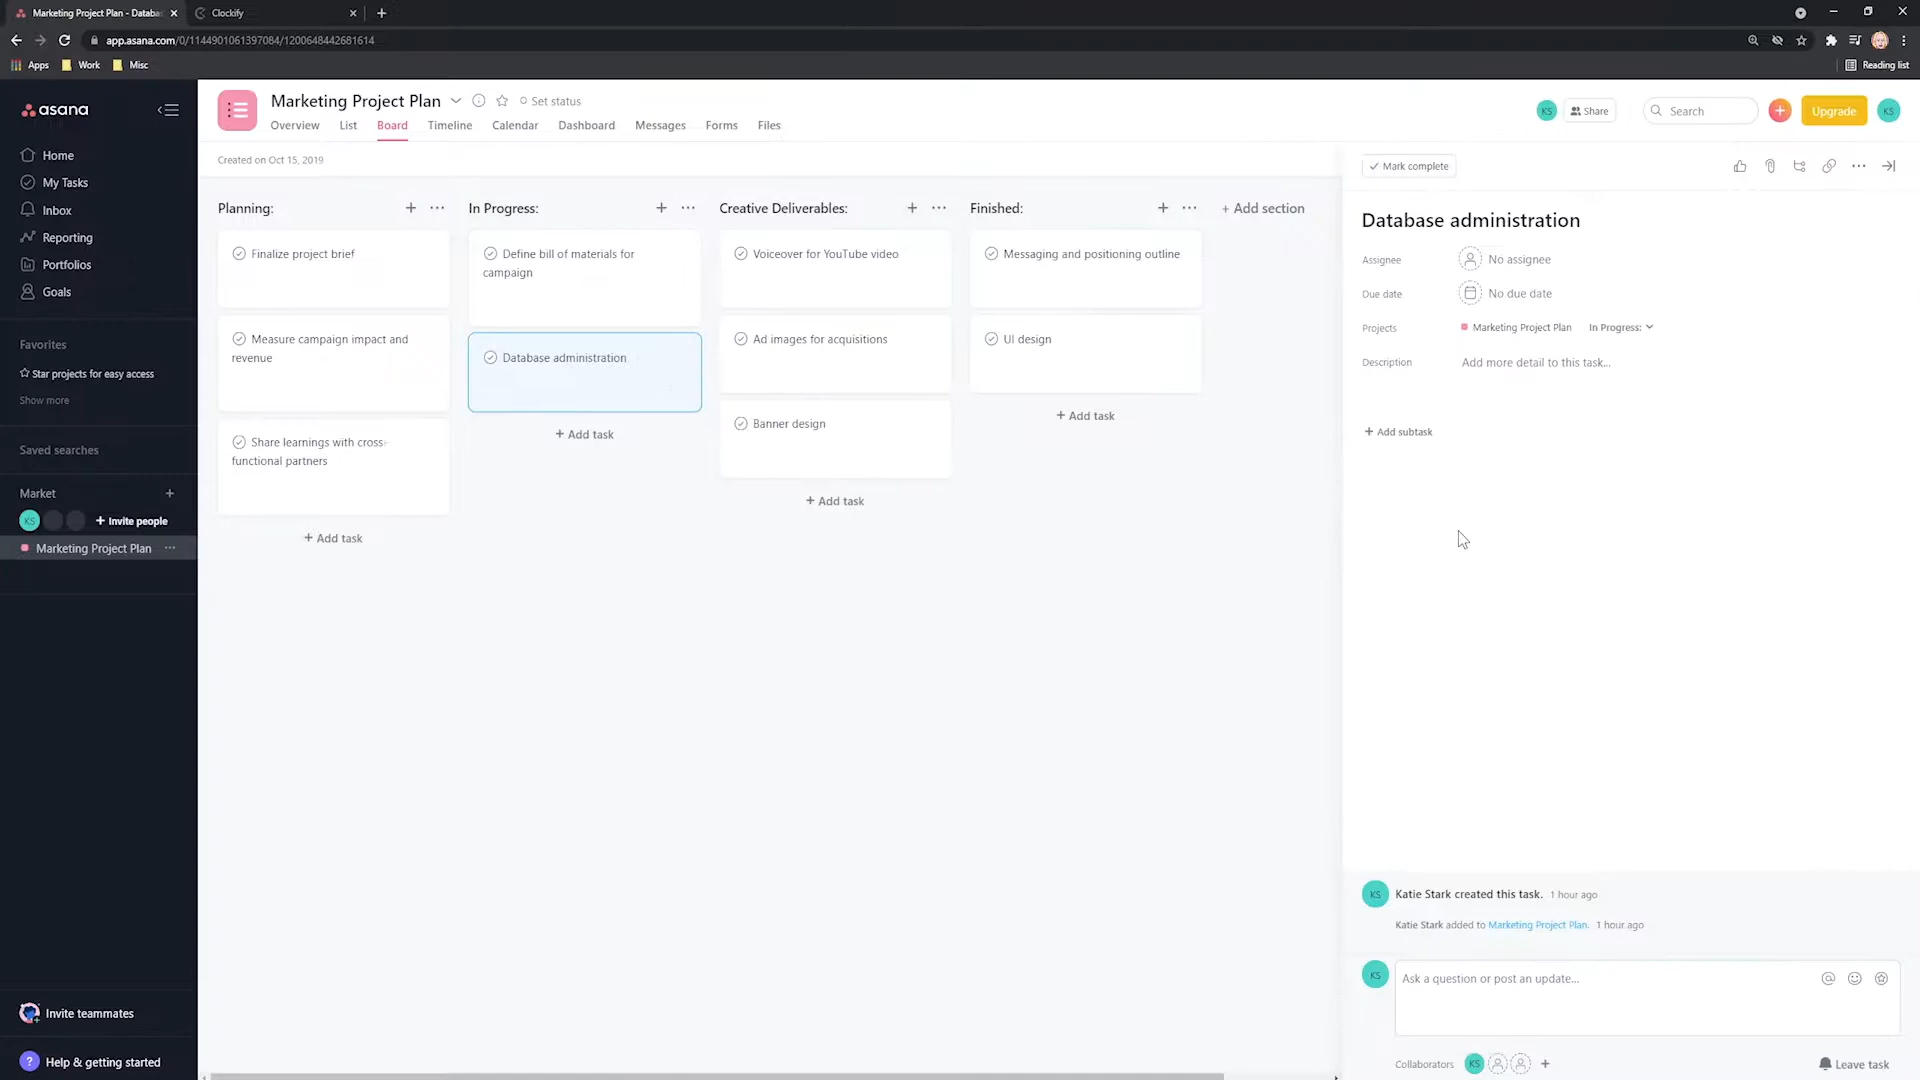 Marketing Project Plan - Databa
Clockify
app.asana.com/0/1144901061397084/1200648442681614
Apps
Work
Misc
Reading list
asana
Home
My Tasks
Inbox
Reporting
Portfolios
Goals
Favorites
Star projects for easy access
Show more
Saved searches
Market
KS
+ Invite people
Marketing Project Plan
Invite teammates
? Help & getting started
Marketing Project Plan
Set status
Overview
List
Board
Timeline
Calendar
Dashboard
Messages
Forms
Files
KS
Share
Search
Upgrade
KS
Created on Oct 15, 2019
Planning:
Finalize project brief
Measure campaign impact and
revenue
Share learnings with cross-
functional partners
+ Add task
In Progress:
Define bill of materials for
campaign
Database administration
+ Add task
Creative Deliverables:
Voiceover for YouTube video
Ad images for acquisitions
Banner design
+ Add task
Finished:
Messaging and positioning outline
UI design
+ Add task
+ Add section
Mark complete
Database administration
Assignee
No assignee
Due date
No due date
Projects
Marketing Project Plan
In Progress:
Description
Add more detail to this task...
+ Add subtask
KS
Katie Stark created this task. 1 hour ago
Katie Stark added to Marketing Project Plan. 1 hour ago
KS
Ask a question or post an update...
Collaborators
KS
Leave task